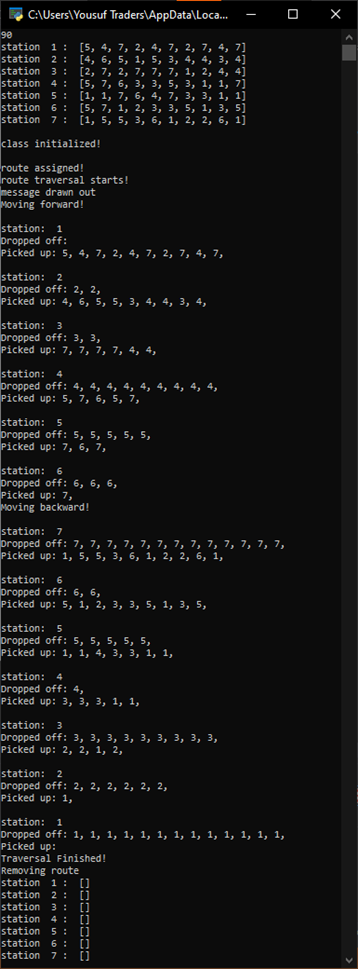 C:\Users\Yousuf Traders\AppData\Loca...
90
station  1 :  [5, 4, 7, 2, 4, 7, 2, 7, 4, 7]
station  2 :  [4, 6, 5, 1, 5, 3, 4, 4, 3, 4]
station  3 :  [2, 7, 2, 7, 7, 7, 1, 2, 4, 4]
station  4 :  [5, 7, 6, 3, 3, 5, 3, 1, 1, 7]
station  5 :  [1, 1, 7, 6, 4, 7, 3, 3, 1, 1]
station  6 :  [5, 7, 1, 2, 3, 3, 5, 1, 3, 5]
station  7 :  [1, 5, 5, 3, 6, 1, 2, 2, 6, 1]
class initialized!
route assigned!
route traversal starts!
message drawn out
Moving forward!
station:  1
Dropped off:
Picked up: 5, 4, 7, 2, 4, 7, 2, 7, 4, 7,
station:  2
Dropped off: 2, 2,
Picked up: 4, 6, 5, 5, 3, 4, 4, 3, 4,
station:  3
Dropped off: 3, 3,
Picked up: 7, 7, 7, 7, 4, 4,
station:  4
Dropped off: 4, 4, 4, 4, 4, 4, 4, 4, 4,
Picked up: 5, 7, 6, 5, 7,
station:  5
Dropped off: 5, 5, 5, 5, 5,
Picked up: 7, 6, 7,
station:  6
Dropped off: 6, 6, 6,
Picked up: 7,
Moving backward!
station:  7
Dropped off: 7, 7, 7, 7, 7, 7, 7, 7, 7, 7, 7, 7, 7,
Picked up: 1, 5, 5, 3, 6, 1, 2, 2, 6, 1,
station:  6
Dropped off: 6, 6,
Picked up: 5, 1, 2, 3, 3, 5, 1, 3, 5,
station:  5
Dropped off: 5, 5, 5, 5, 5,
Picked up: 1, 1, 4, 3, 3, 1, 1,
station:  4
Dropped off: 4,
Picked up: 3, 3, 3, 1, 1,
station:  3
Dropped off: 3, 3, 3, 3, 3, 3, 3, 3, 3,
Picked up: 2, 2, 1, 2,
station:  2
Dropped off: 2, 2, 2, 2, 2, 2,
Picked up: 1,
station:  1
Dropped off: 1, 1, 1, 1, 1, 1, 1, 1, 1, 1, 1, 1, 1,
Picked up:
Traversal Finished!
Removing route
station  1 :  []
station  2 :  []
station  3 :  []
station  4 :  []
station  5 :  []
station  6 :  []
station  7 :  []